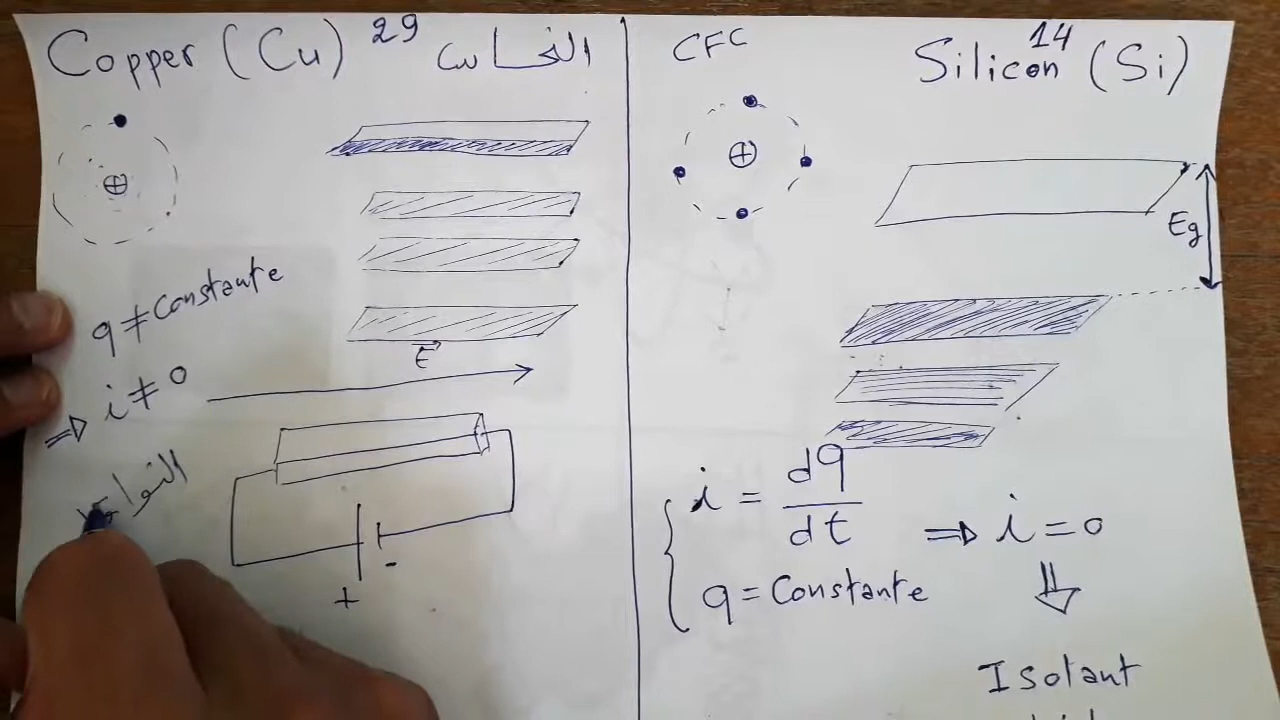 Copper (Cu) 29 النحاس
q ≠ Constante
E⃗
⇒ i ≠ 0
+
-
CFC
Silicon 14 (Si)
Eg
i = dq/dt ⇒ i = 0
q = Constante
⇓
Isolant